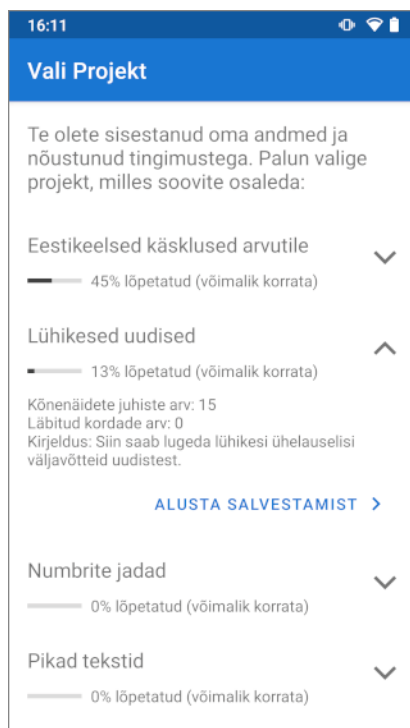 16:11
Vali Projekt
Te olete sisestanud oma andmed ja
nõustunud tingimustega. Palun valige
projekt, milles soovite osaleda:
Eestikeelsed käsklused arvutile
45% lõpetatud (võimalik korrata)
Lühikesed uudised
13% lõpetatud (võimalik korrata)
Kõnenäidete juhiste arv: 15
Läbitud kordade arv: 0
Kirjeldus: Siin saab lugeda lühikesi ühelauselisi
väljavõtteid uudistest.
ALUSTA SALVESTAMIST
Numbrite jadad
0% lõpetatud (võimalik korrata)
Pikad tekstid
0% lõpetatud (võimalik korrata)